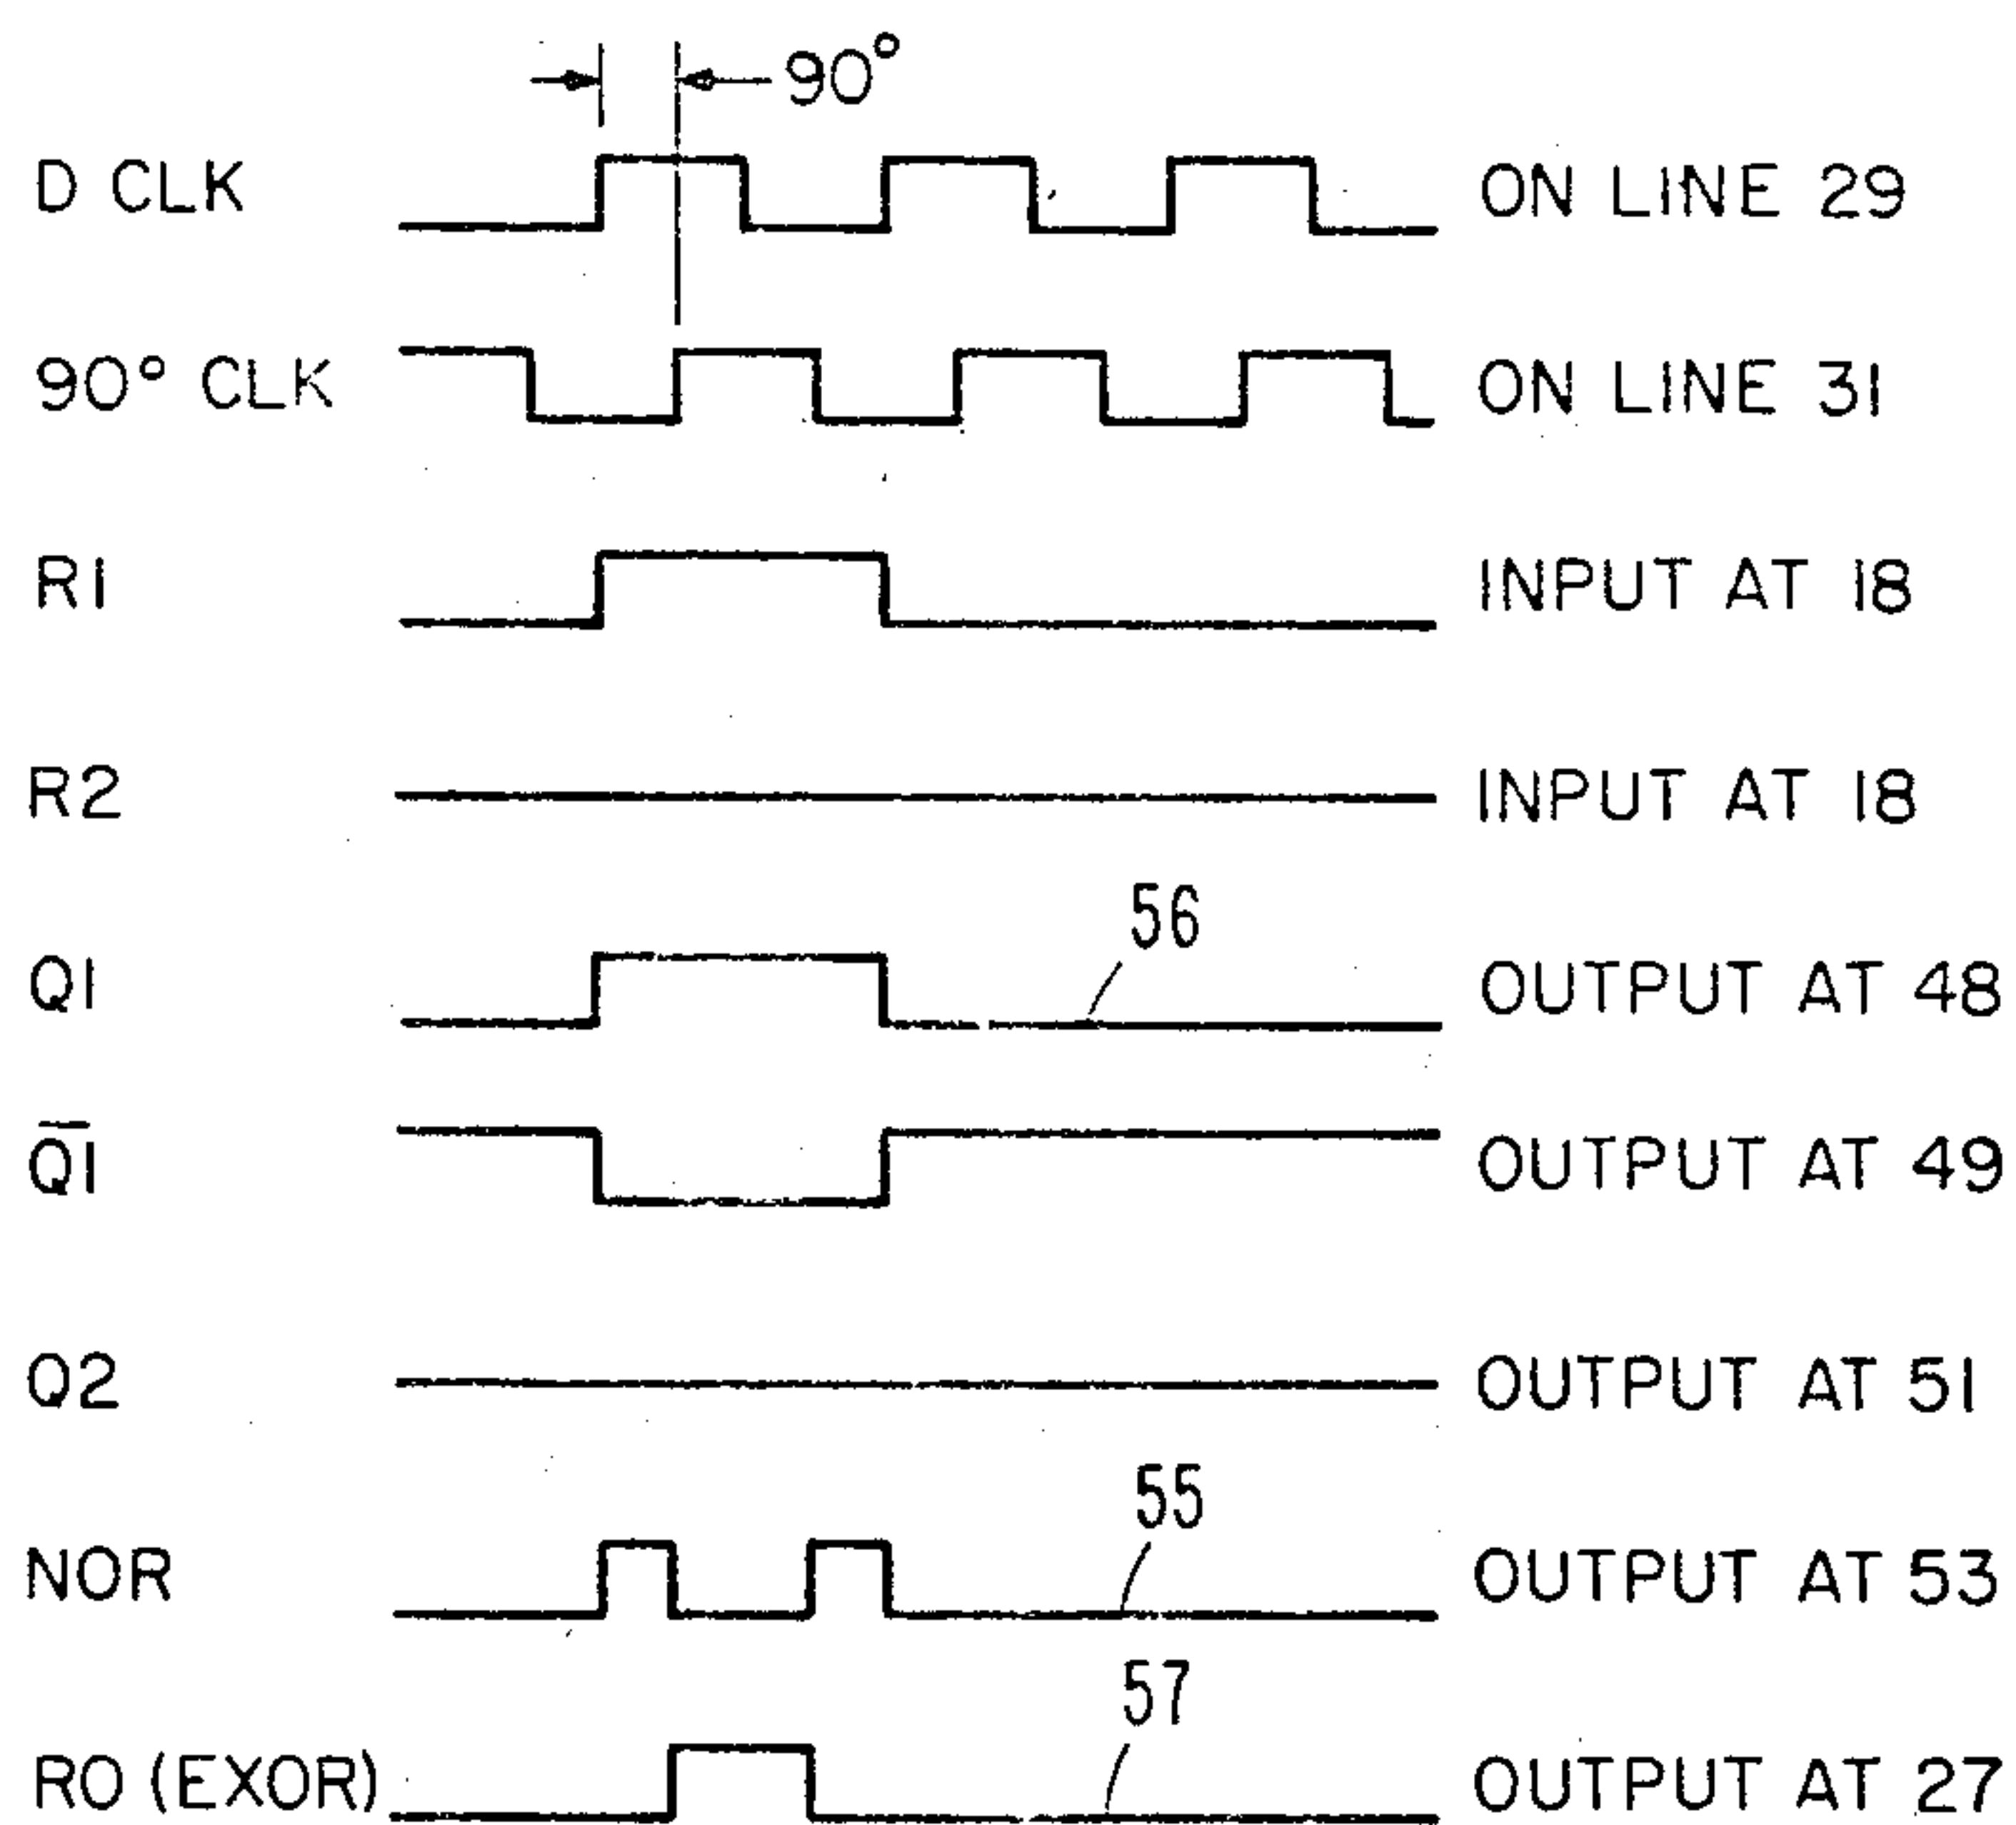 90°
D CLK ON LINE 29
90° CLK ON LINE 31
R1 INPUT AT 18
R2 INPUT AT 18
56
Q1 OUTPUT AT 48
Q̅1̅ OUTPUT AT 49
Q2 OUTPUT AT 51
55
NOR OUTPUT AT 53
57
RO (EXOR) OUTPUT AT 27